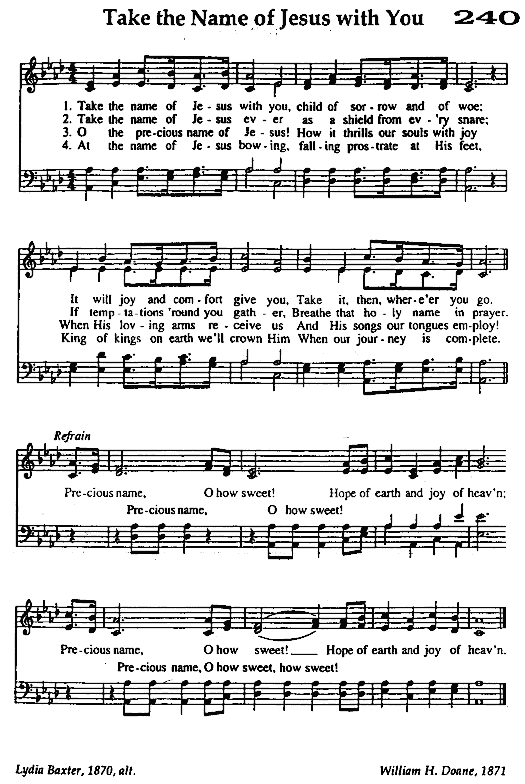 Take the Name of Jesus with You 240
1. Take the name of Je - sus with you, child of sor - row and of woe;
2. Take the name of Jesus ev - er as a shield from ev - 'ry snare;
3. O the pre-cious name of Je - sus! How it thrills our souls with joy
4. At the name of Je - sus bow - ing, fall - ing pros - trate at His feet,
It will joy and com - fort give you, Take it, then, wher - e'er you go.
If temp - ta - tions 'round you gath - er, Breathe that ho - ly name in prayer.
When His lov - ing arms re - ceive us And His songs our tongues em - ploy!
King of kings on earth we'll crown Him When our jour - ney is com - plete.
Refrain
Pre - cious name, O how sweet! Hope of earth and joy of heav'n;
Pre - cious name, O how sweet!
Pre - cious name, O how sweet! Hope of earth and joy of heav'n.
Pre - cious name, O how sweet, how sweet!
Lydia Baxter, 1870, alt. William H. Doane, 1871